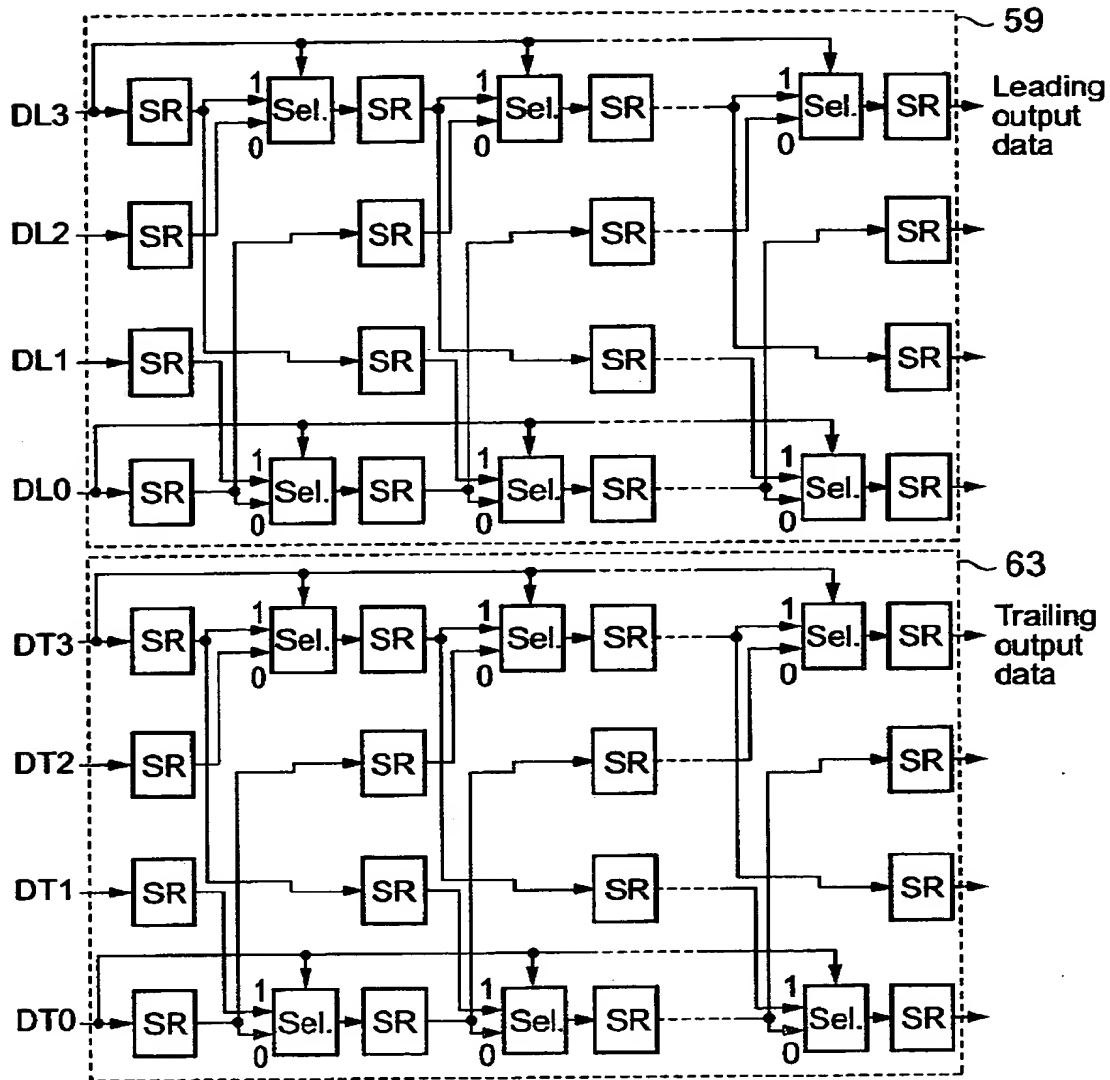 59
DL3 SR 1 Sel. 0 SR 1 Sel. 0 SR 1 Sel. 0 SR Leading
output
data
DL2 SR SR SR SR
DL1 SR SR SR SR
DL0 SR 1 Sel. 0 SR 1 Sel. 0 SR 1 Sel. 0 SR
63
DT3 SR 1 Sel. 0 SR 1 Sel. 0 SR 1 Sel. 0 SR Trailing
output
data
DT2 SR SR SR SR
DT1 SR SR SR SR
DT0 SR 1 Sel. 0 SR 1 Sel. 0 SR 1 Sel. 0 SR